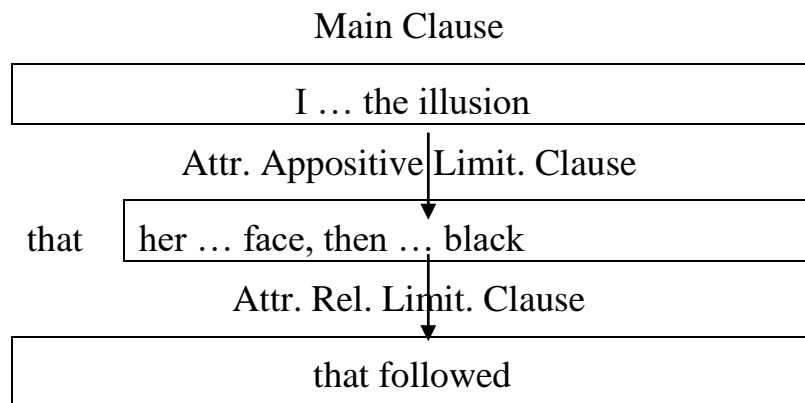 Main Clause
I … the illusion
Attr. Appositive Limit. Clause
that her … face, then … black
Attr. Rel. Limit. Clause
that followed